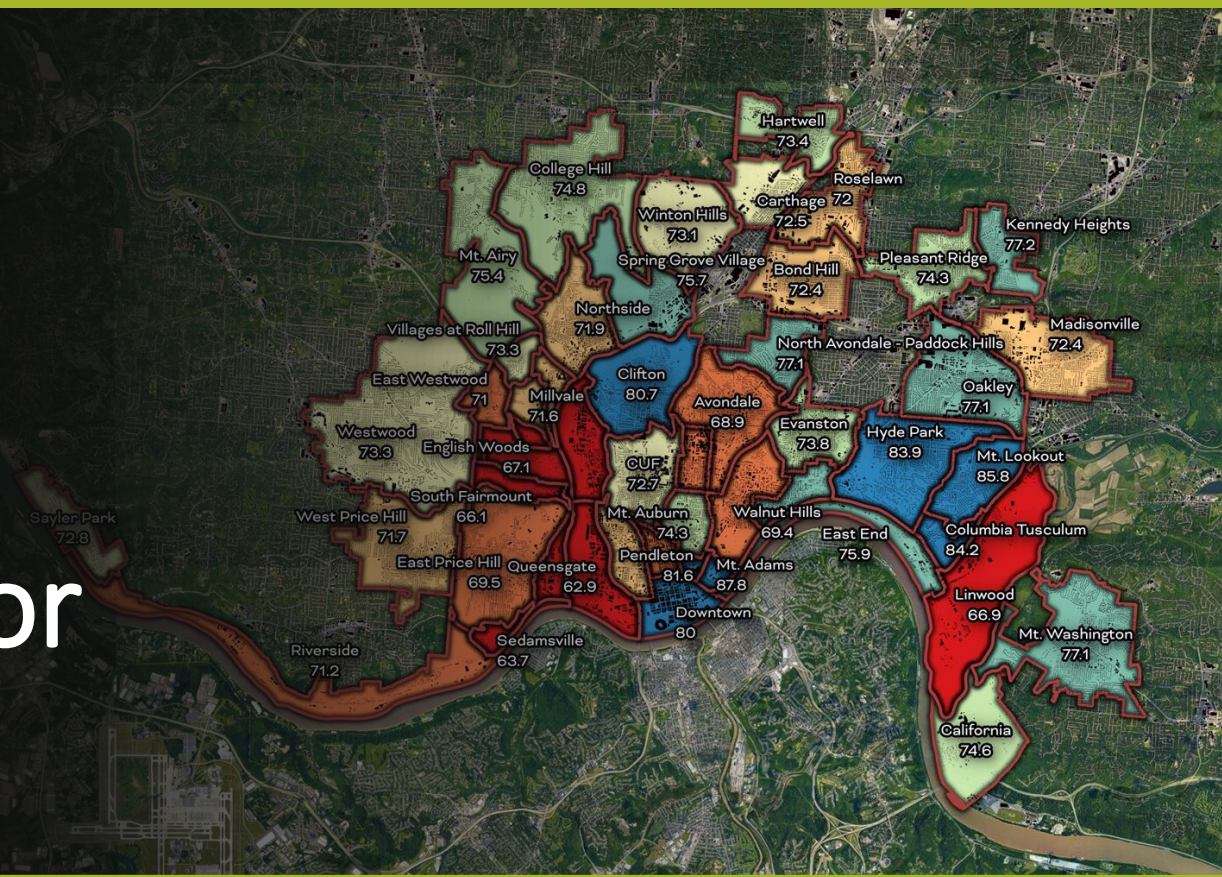 Hartwell
73.4
College Hill
74.8
Roselawn
72
Carthage
72.5
Winton Hills
73.1
Kennedy Heights
77.2
Mt. Airy
75.4
Spring Grove Village
75.7
Pleasant Ridge
74.3
Bond Hill
72.4
Northside
71.9
Madisonville
72.4
Villages at Roll Hill
73.3
North Avondale - Paddock Hills
77.1
East Westwood
71
Clifton
80.7
Oakley
77.1
Millvale
71.6
Avondale
68.9
Evanston
73.8
Hyde Park
83.9
Westwood
73.3
English Woods
67.1
Mt. Lookout
85.8
CUF
72.7
South Fairmount
66.1
Sayler Park
72.8
West Price Hill
71.7
Mt. Auburn
74.3
Walnut Hills
69.4
East End
75.9
Columbia Tusculum
84.2
East Price Hill
69.5
Queensgate
62.9
Pendleton
81.6
Mt. Adams
87.8
or
Linwood
66.9
Downtown
80
Mt. Washington
77.1
Sedamsville
63.7
Riverside
71.2
California
74.6